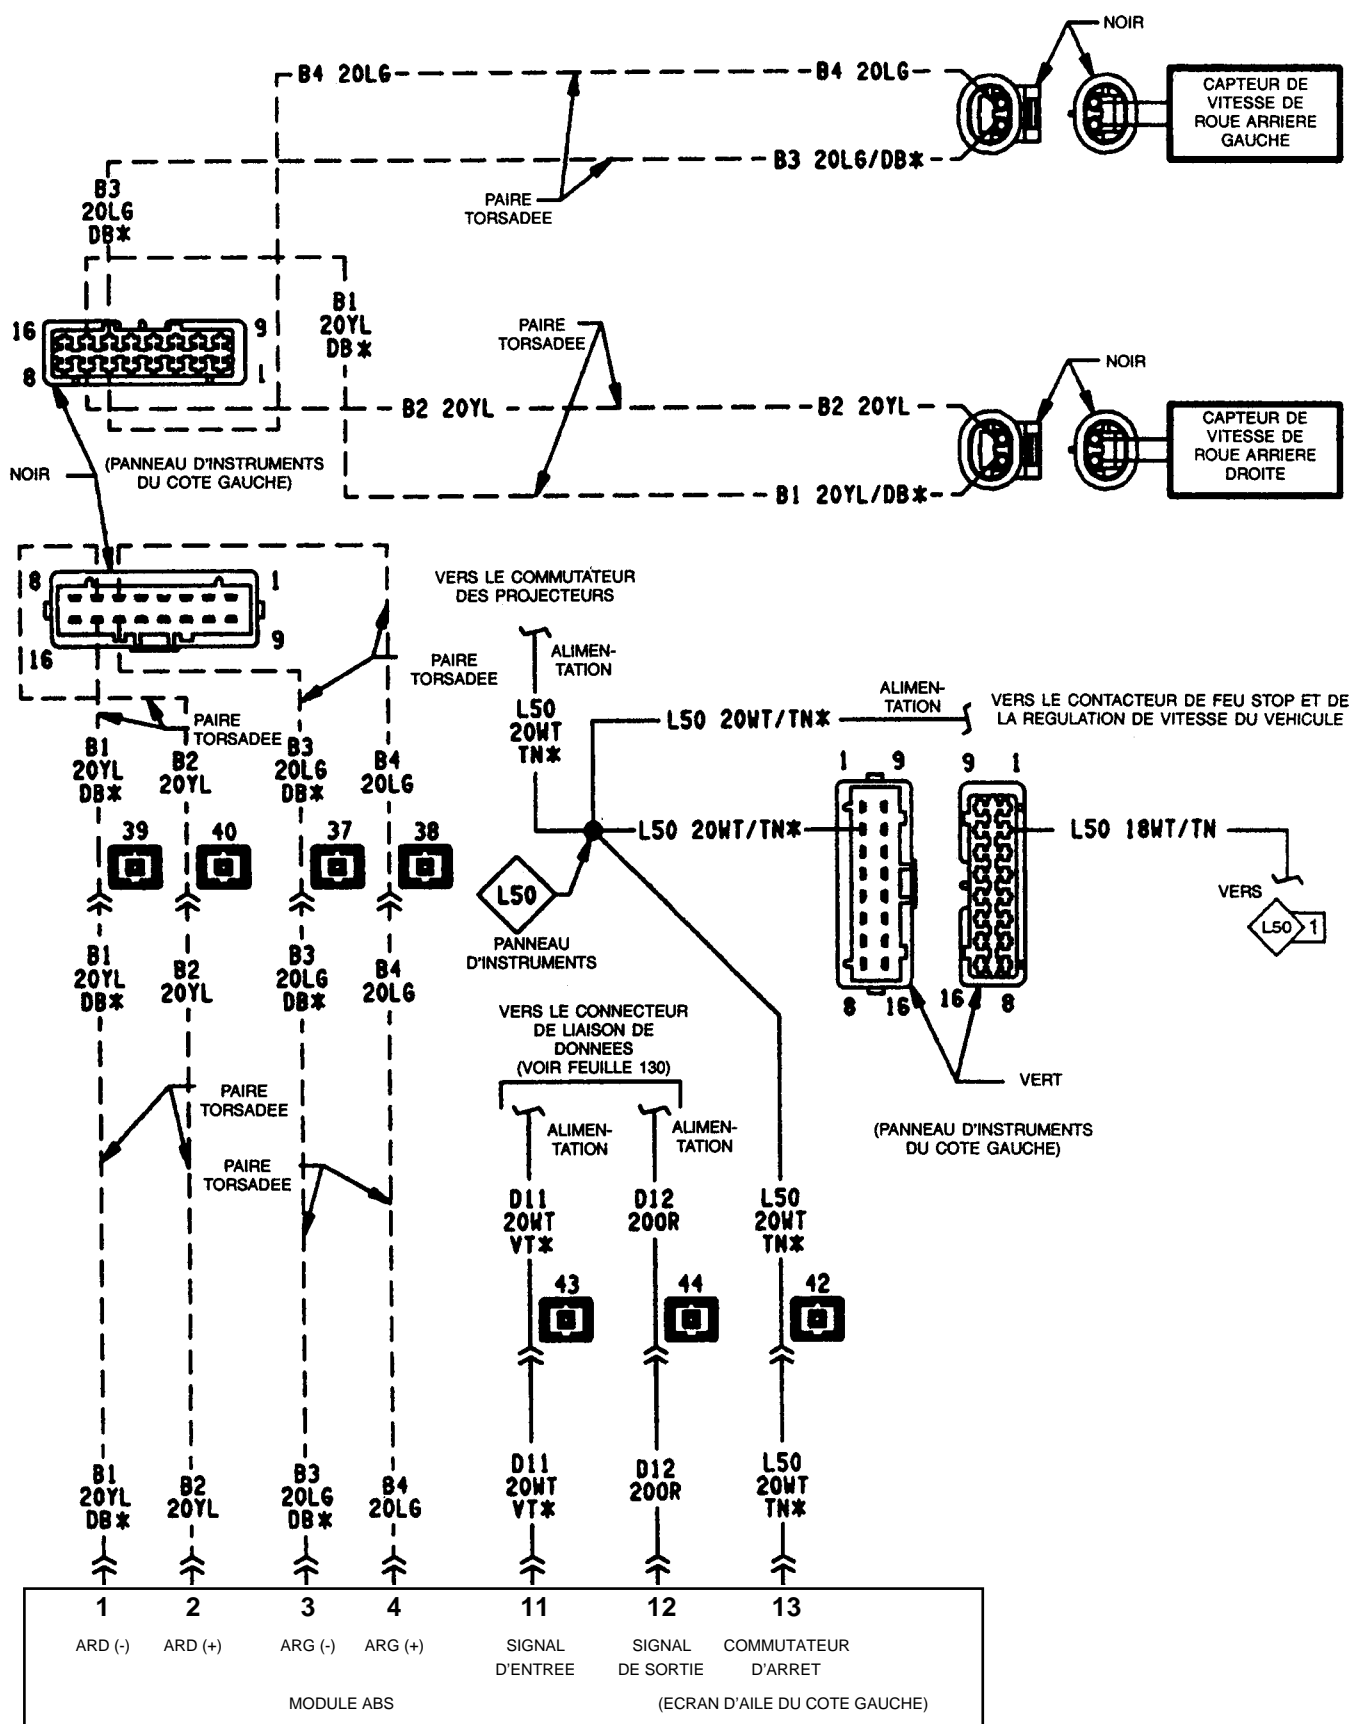 NOIR
B4 20LG
B4 20LG
CAPTEUR DE
VITESSE DE
ROUE ARRIERE
GAUCHE
B3 20LG/DB*
B3
20LG
DB*
PAIRE
TORSADEE
B1
20YL
DB*
16
9
8
1
PAIRE
TORSADEE
NOIR
B2 20YL
B2 20YL
CAPTEUR DE
VITESSE DE
ROUE ARRIERE
DROITE
NOIR
(PANNEAU D'INSTRUMENTS
DU COTE GAUCHE)
B1 20YL/DB*
8
1
16
9
VERS LE COMMUTATEUR
DES PROJECTEURS
ALIMEN-
TATION
PAIRE
TORSADEE
PAIRE
TORSADEE
L50
20WT
TN*
L50 20WT/TN*
ALIMEN-
TATION
VERS LE CONTACTEUR DE FEU STOP ET DE
LA REGULATION DE VITESSE DU VEHICULE
B1
20YL
DB*
B2
20YL
B3
20LG
DB*
B4
20LG
1
9
9
1
39
40
37
38
L50 20WT/TN*
L50 18WT/TN
L50
PANNEAU
D'INSTRUMENTS
VERS
L50
1
B1
20YL
DB*
B2
20YL
B3
20LG
DB*
B4
20LG
8
16
16
8
VERS LE CONNECTEUR
DE LIAISON DE
DONNEES
(VOIR FEUILLE 130)
VERT
PAIRE
TORSADEE
ALIMEN-
TATION
ALIMEN-
TATION
(PANNEAU D'INSTRUMENTS
DU COTE GAUCHE)
PAIRE
TORSADEE
D11
20WT
VT*
D12
20OR
L50
20WT
TN*
43
44
42
B1
20YL
DB*
B2
20YL
B3
20LG
DB*
B4
20LG
D11
20WT
VT*
D12
20OR
L50
20WT
TN*
1
2
3
4
11
12
13
ARD (-)
ARD (+)
ARG (-)
ARG (+)
SIGNAL
D'ENTREE
SIGNAL
DE SORTIE
COMMUTATEUR
D'ARRET
MODULE ABS
(ECRAN D'AILE DU COTE GAUCHE)